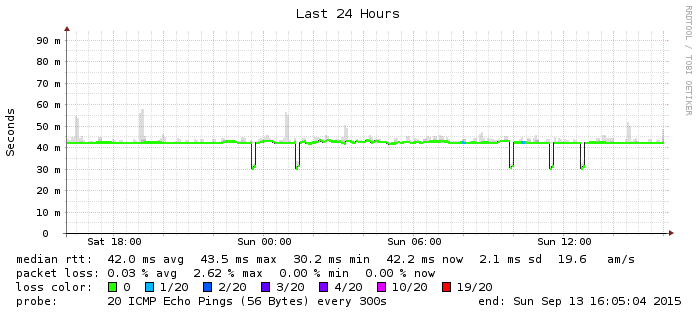 Last 24 Hours
RRDTOOL / TOBI OETIKER
Seconds
90 m
80 m
70 m
60 m
50 m
40 m
30 m
20 m
10 m
0
Sat 18:00 Sun 00:00 Sun 06:00 Sun 12:00
median rtt: 42.0 ms avg 43.5 ms max 30.2 ms min 42.2 ms now 2.1 ms sd 19.6 am/s
packet loss: 0.03 % avg 2.62 % max 0.00 % min 0.00 % now
loss color: 0 1/20 2/20 3/20 4/20 10/20 19/20
probe: 20 ICMP Echo Pings (56 Bytes) every 300s end: Sun Sep 13 16:05:04 2015